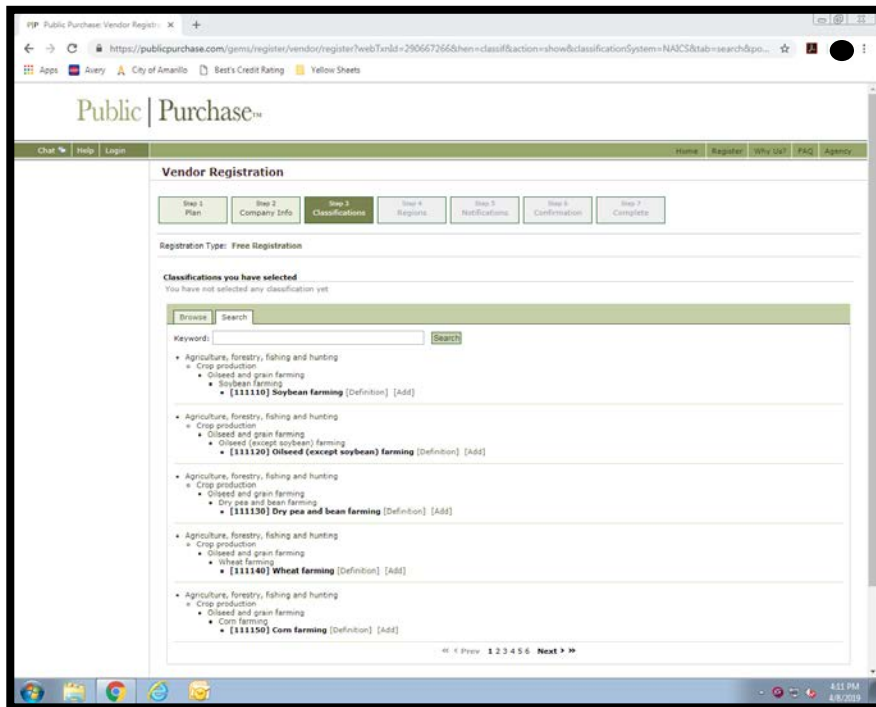 P|P Public Purchase: Vendor Registr
https://publicpurchase.com/gems/register/vendor/register?webTxnId=290667266&hen=classif&action=show&classificationSystem=NAICS&tab=search&po...
Apps Avery City of Amarillo Best's Credit Rating Yellow Sheets
Public | Purchase™
Chat Help Login Home Register Why Us? FAQ Agency
Vendor Registration
Step 1 Step 2 Step 3 Step 4 Step 5 Step 6 Step 7
Plan Company Info Classifications Regions Notifications Confirmation Complete
Registration Type: Free Registration
Classifications you have selected
You have not selected any classification yet
Browse Search
Keyword: Search
Agriculture, forestry, fishing and hunting
Crop production
Oilseed and grain farming
Soybean farming
[111110] Soybean farming [Definition] [Add]
Agriculture, forestry, fishing and hunting
Crop production
Oilseed and grain farming
Oilseed (except soybean) farming
[111120] Oilseed (except soybean) farming [Definition] [Add]
Agriculture, forestry, fishing and hunting
Crop production
Oilseed and grain farming
Dry pea and bean farming
[111130] Dry pea and bean farming [Definition] [Add]
Agriculture, forestry, fishing and hunting
Crop production
Oilseed and grain farming
Wheat farming
[111140] Wheat farming [Definition] [Add]
Agriculture, forestry, fishing and hunting
Crop production
Oilseed and grain farming
Corn farming
[111150] Corn farming [Definition] [Add]
Prev 1 2 3 4 5 6 Next
4:11 PM
4/8/2019